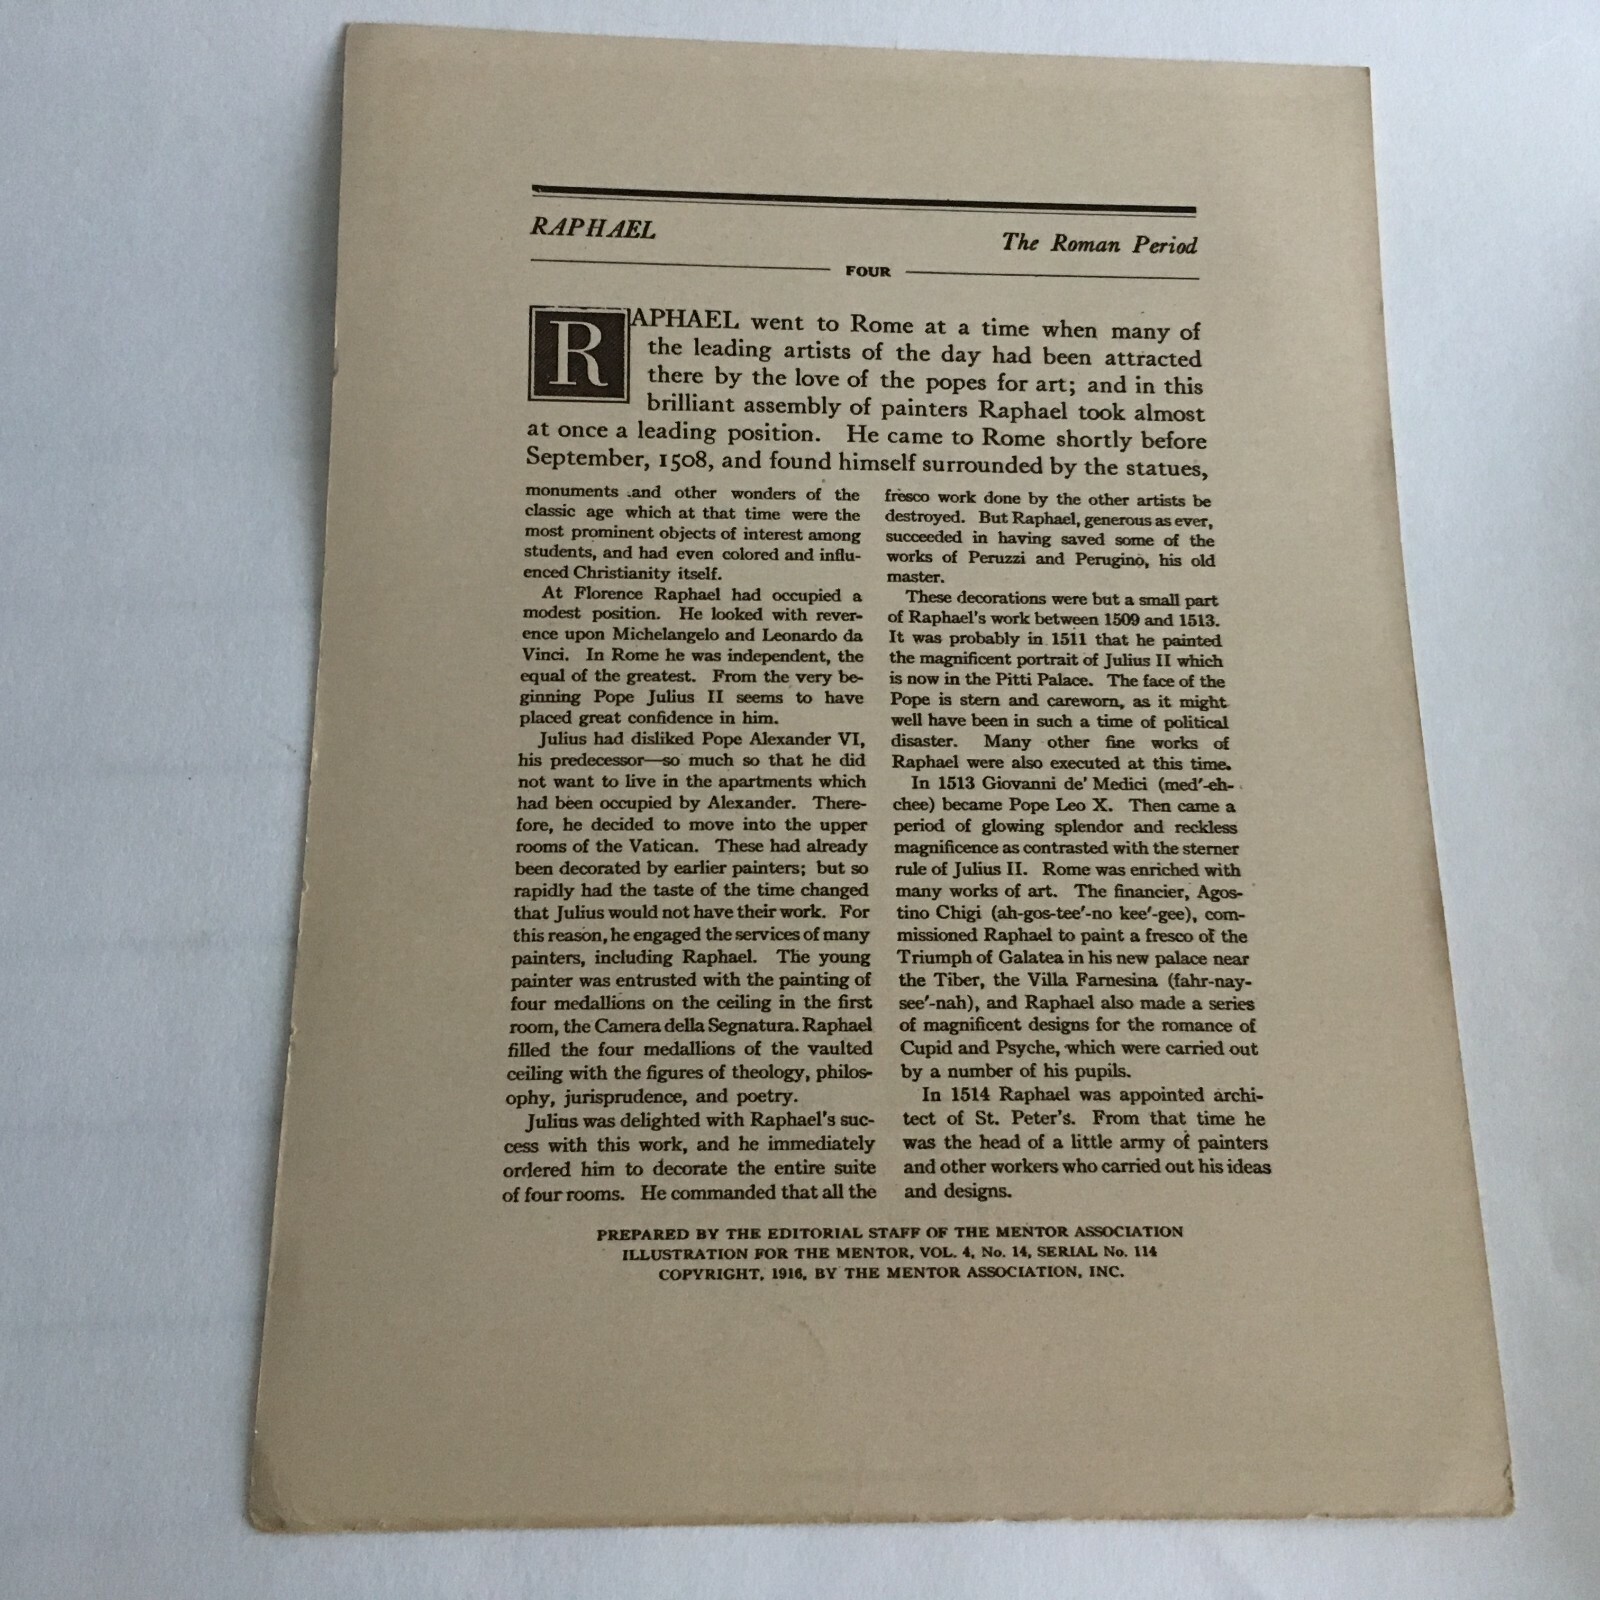 RAPHAEL
The Roman Period
FOUR
RAPHAEL went to Rome at a time when many of
the leading artists of the day had been attracted
there by the love of the popes for art; and in this
brilliant assembly of painters Raphael took almost
at once a leading position. He came to Rome shortly before
September, 1508, and found himself surrounded by the statues,
monuments and other wonders of the
classic age which at that time were the
most prominent objects of interest among
students, and had even colored and influ-
enced Christianity itself.
At Florence Raphael had occupied a
modest position. He looked with rever-
ence upon Michelangelo and Leonardo da
Vinci. In Rome he was independent, the
equal of the greatest. From the very be-
ginning Pope Julius II seems to have
placed great confidence in him.
Julius had disliked Pope Alexander VI,
his predecessor—so much so that he did
not want to live in the apartments which
had been occupied by Alexander. There-
fore, he decided to move into the upper
rooms of the Vatican. These had already
been decorated by earlier painters; but so
rapidly had the taste of the time changed
that Julius would not have their work. For
this reason, he engaged the services of many
painters, including Raphael. The young
painter was entrusted with the painting of
four medallions on the ceiling in the first
room, the Camera della Segnatura. Raphael
filled the four medallions of the vaulted
ceiling with the figures of theology, philos-
ophy, jurisprudence, and poetry.
Julius was delighted with Raphael's suc-
cess with this work, and he immediately
ordered him to decorate the entire suite
of four rooms. He commanded that all the
fresco work done by the other artists be
destroyed. But Raphael, generous as ever,
succeeded in having saved some of the
works of Peruzzi and Perugino, his old
master.
These decorations were but a small part
of Raphael's work between 1509 and 1513.
It was probably in 1511 that he painted
the magnificent portrait of Julius II which
is now in the Pitti Palace. The face of the
Pope is stern and careworn, as it might
well have been in such a time of political
disaster. Many other fine works of
Raphael were also executed at this time.
In 1513 Giovanni de' Medici (med'-eh-
chee) became Pope Leo X. Then came a
period of glowing splendor and reckless
magnificence as contrasted with the sterner
rule of Julius II. Rome was enriched with
many works of art. The financier, Agos-
tino Chigi (ah-gos-tee'-no kee'-gee), com-
missioned Raphael to paint a fresco of the
Triumph of Galatea in his new palace near
the Tiber, the Villa Farnesina (fahr-nay-
see'-nah), and Raphael also made a series
of magnificent designs for the romance of
Cupid and Psyche, which were carried out
by a number of his pupils.
In 1514 Raphael was appointed archi-
tect of St. Peter's. From that time he
was the head of a little army of painters
and other workers who carried out his ideas
and designs.
PREPARED BY THE EDITORIAL STAFF OF THE MENTOR ASSOCIATION
ILLUSTRATION FOR THE MENTOR, VOL. 4, No. 14, SERIAL No. 114
COPYRIGHT, 1916, BY THE MENTOR ASSOCIATION, INC.